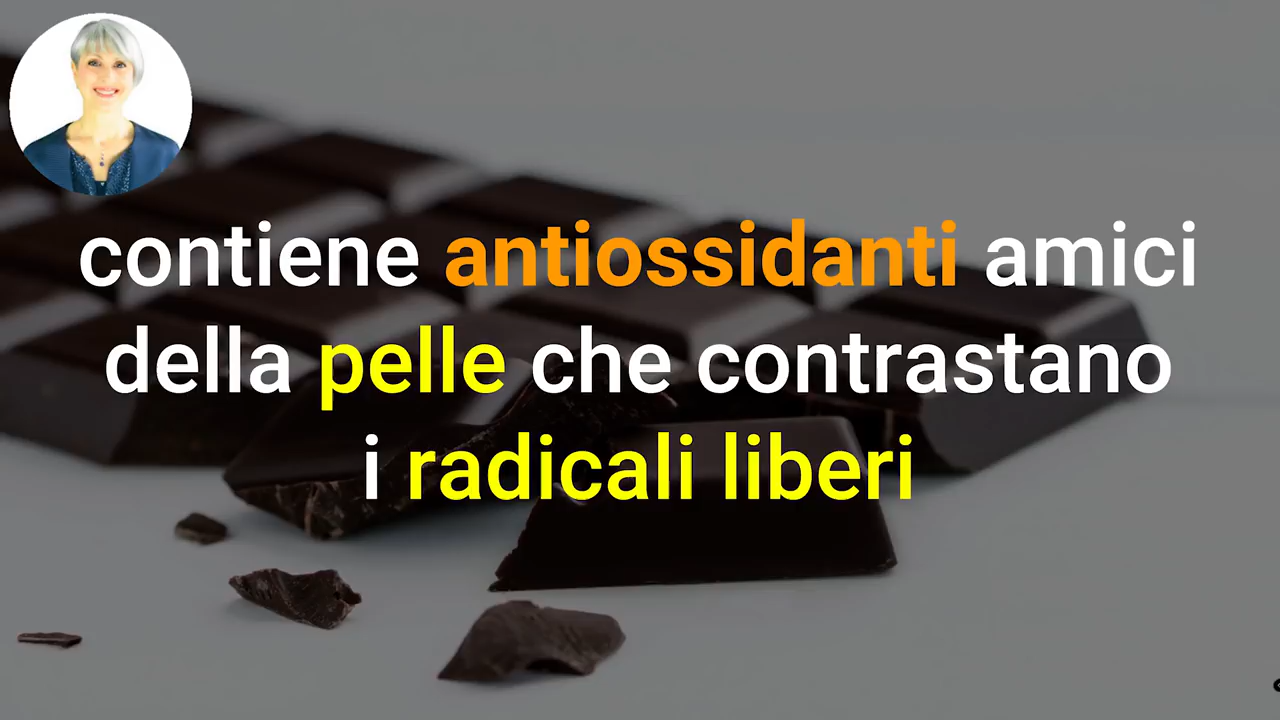 contiene antiossidanti amici
della pelle che contrastano
i radicali liberi